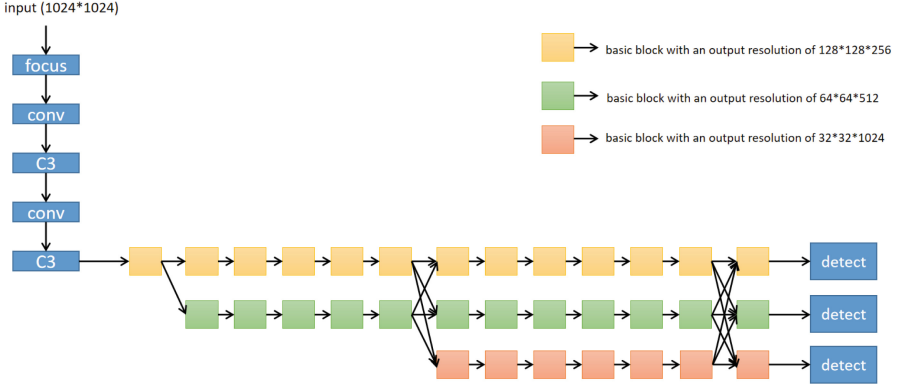 input (1024*1024)
focus
conv
C3
conv
C3
basic block with an output resolution of 128*128*256
basic block with an output resolution of 64*64*512
basic block with an output resolution of 32*32*1024
detect
detect
detect